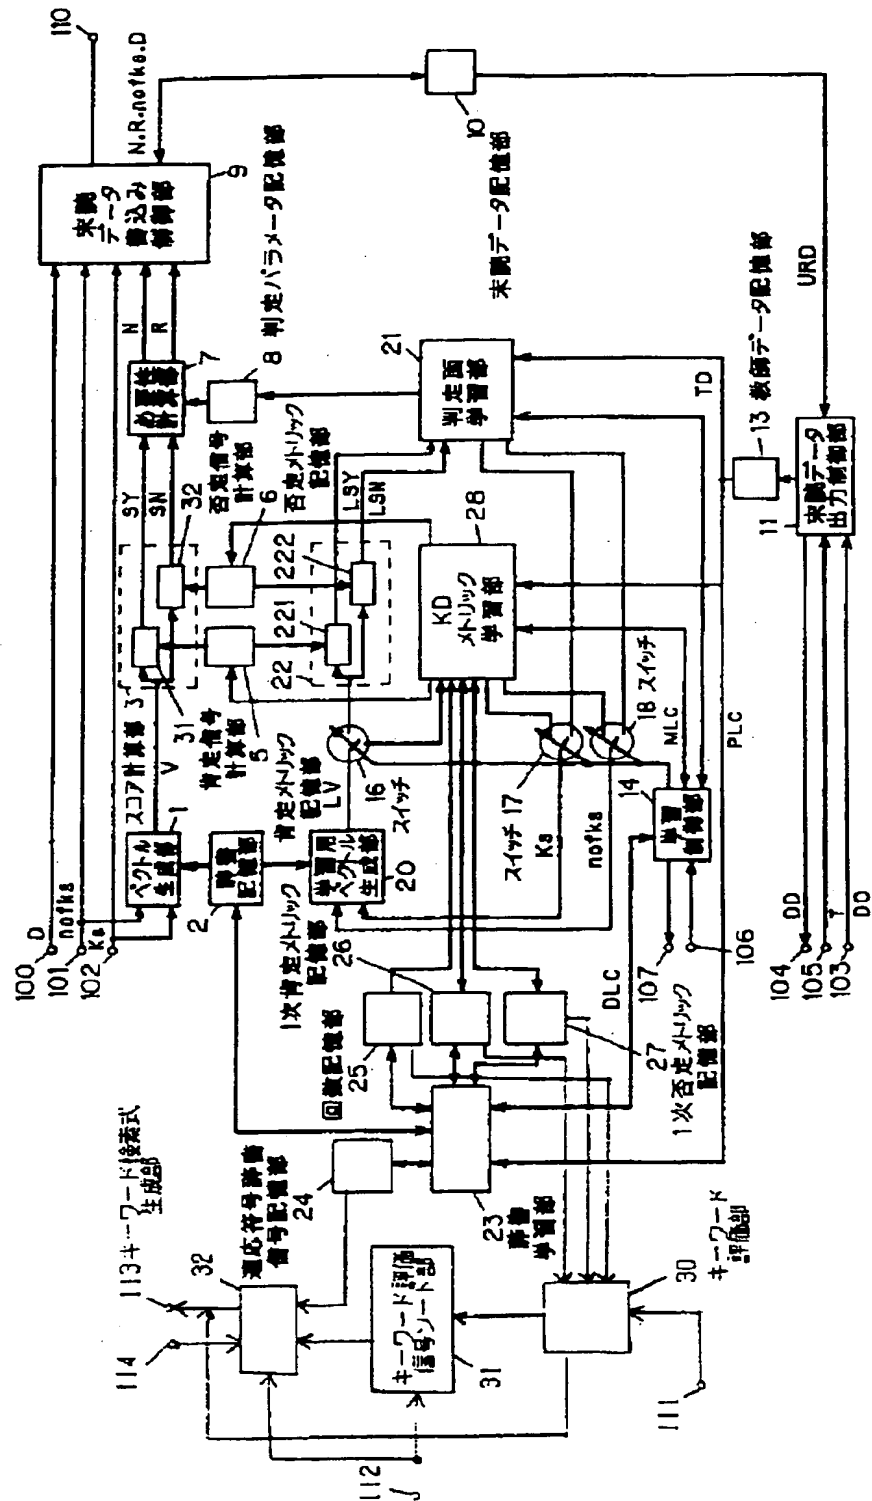 110
N.R.nofks.D
未読
データ
書込み
制御部
9
10
未読データ記憶部
N
R
7
必要性
計算部
8 判定パラメータ記憶部
21
判定面
学習部
URD
13 教師データ記憶部
TD
11
未読データ
出力制御部
SY
SN
32
否定信号
計算部
6
否定メトリック
記憶部
LSY
LSN
222
221
22
28
KD
メトリック
学習部
スコア計算部 3
V
31
肯定信号
計算部
5
肯定メトリック
記憶部
LV
16
スイッチ
18 スイッチ
スイッチ 17
Ks
nofks
MLC
PLC
14
学習
制御部
1
ベクトル
生成部
2
辞書
記憶部
学習用
ベクトル
生成部
20
100
D
101
nofks
102
Ks
1次肯定メトリック
記憶部
26
回数記憶部
25
27
1次否定メトリック
記憶部
DLC
107
106
104
DD
105
T
103
DO
113 キーワード検索式
生成部
114
32
適応符号辞書
信号記憶部
24
23
辞書
学習部
キーワード評価
信号ソート部
31
30
キーワード
評価部
111
112